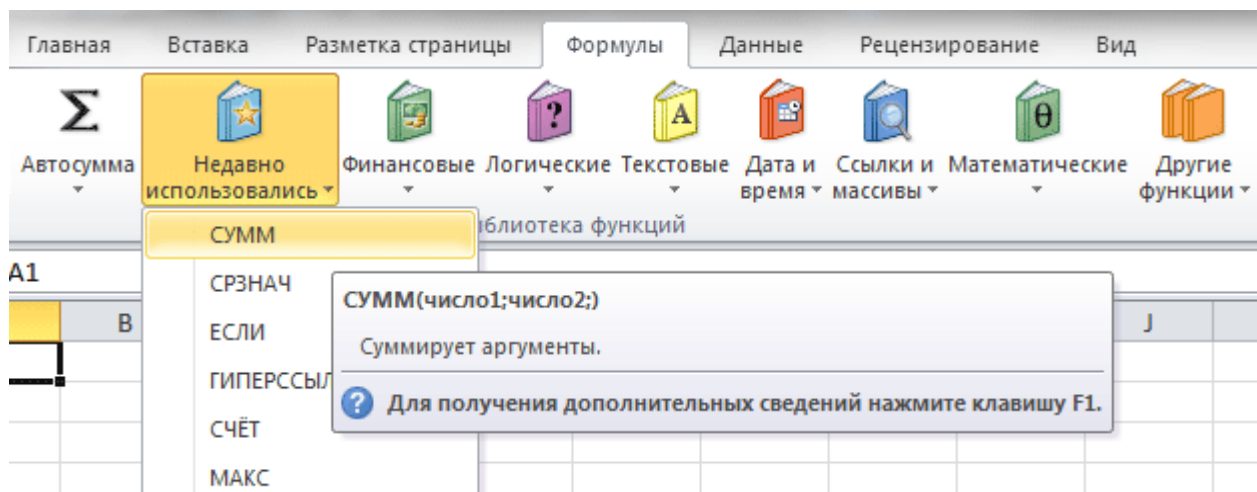 Главная Вставка Разметка страницы Формулы Данные Рецензирование Вид
Σ ? A θ
Автосумма Недавно использовались Финансовые Логические Текстовые Дата и время Ссылки и массивы Математические Другие функции
иблиотека функций
СУММ
A1
СРЗНАЧ
СУММ(число1;число2;)
B J
ЕСЛИ
Суммирует аргументы.
ГИПЕРССЫЛ
? Для получения дополнительных сведений нажмите клавишу F1.
СЧЁТ
МАКС